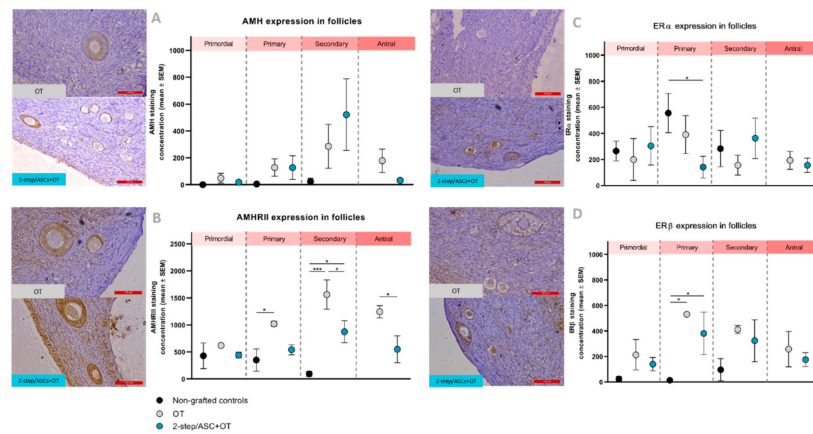 A
AMH expression in follicles
Primordial
Primary
Secondary
Antral
AMH staining
concentration (mean ± SEM)
1000
800
600
400
200
0
OT
2-step/ASCs+OT
C
ERα expression in follicles
Primordial
Primary
Secondary
Antral
ERα staining
concentration (mean ± SEM)
1000
800
600
400
200
0
*
OT
2-step/ASCs+OT
B
AMHRII expression in follicles
Primordial
Primary
Secondary
Antral
AMHRII staining
concentration (mean ± SEM)
2500
2000
1500
1000
500
0
*
*
***
*
*
OT
2-step/ASCs+OT
D
ERβ expression in follicles
Primordial
Primary
Secondary
Antral
ERβ staining
concentration (mean ± SEM)
1000
800
600
400
200
0
*
*
OT
2-step/ASCs+OT
Non-grafted controls
OT
2-step/ASC+OT